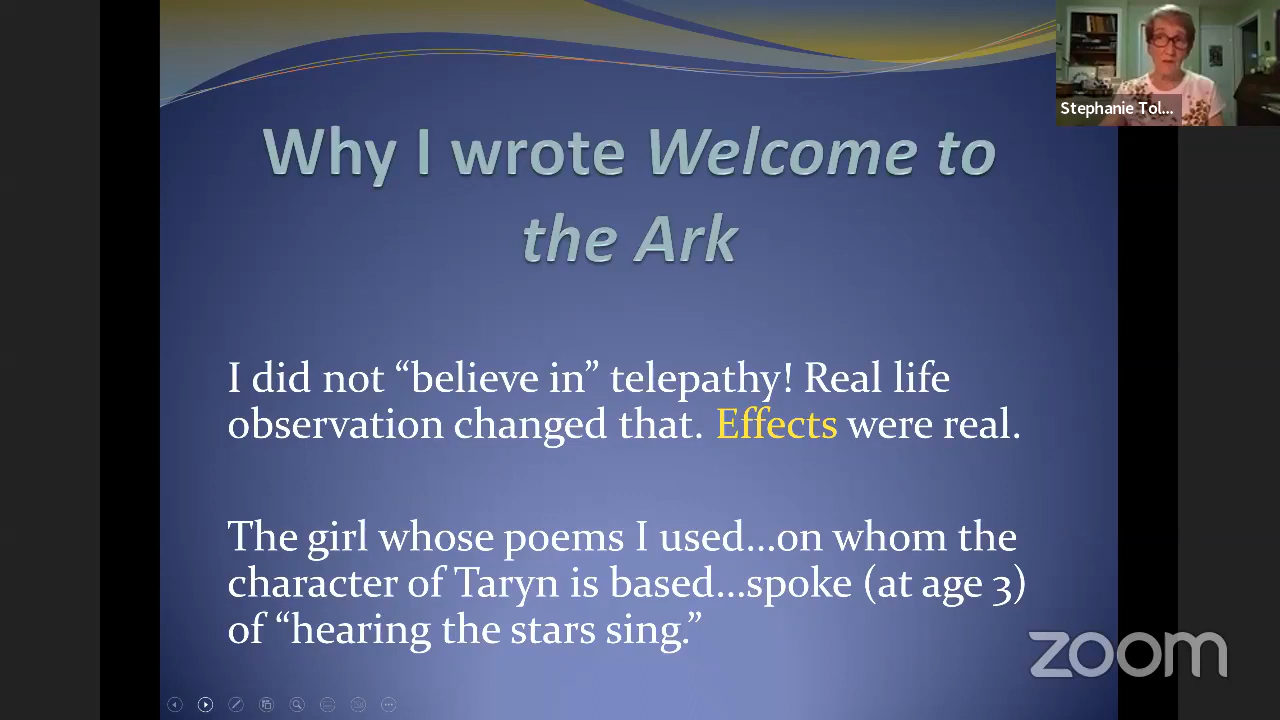 Stephanie Tol...
Why I wrote Welcome to
the Ark
I did not “believe in” telepathy! Real life
observation changed that. Effects were real.
The girl whose poems I used...on whom the
character of Taryn is based...spoke (at age 3)
of “hearing the stars sing.”
zoom